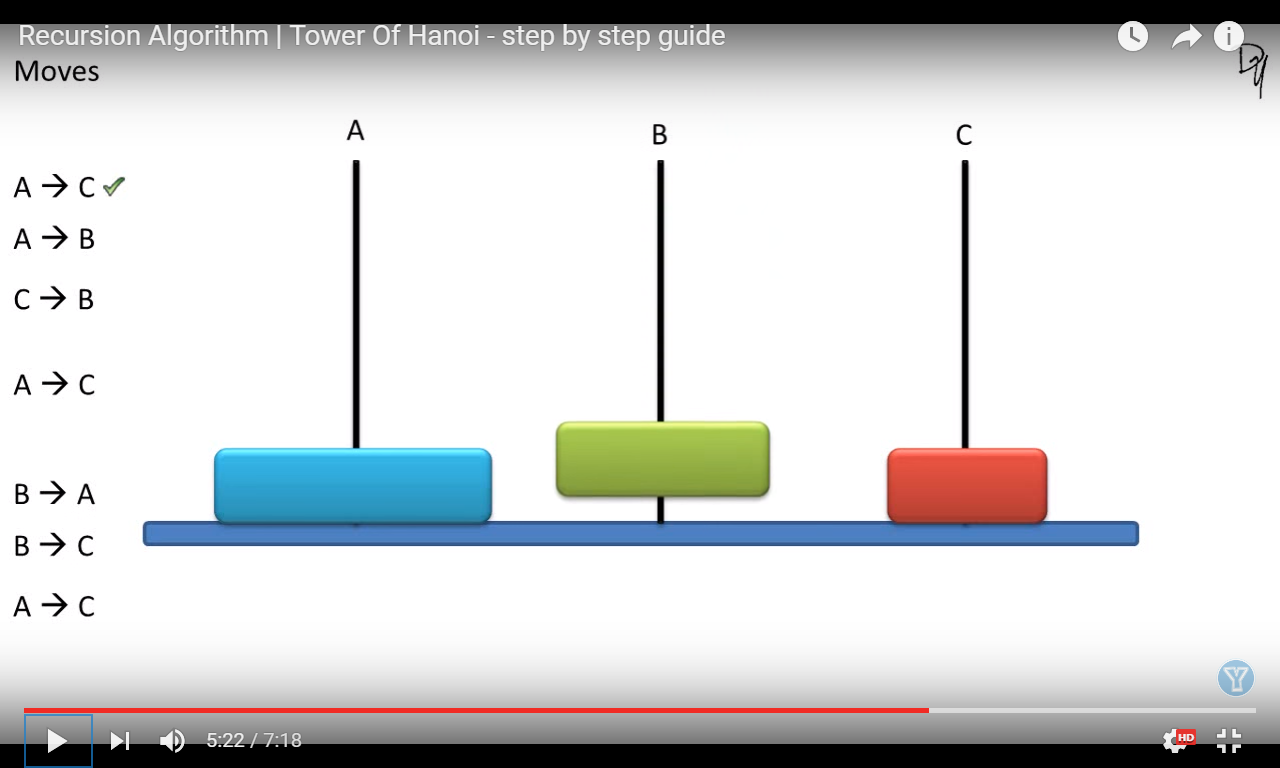 Recursion Algorithm | Tower Of Hanoi - step by step guide
Moves
A B C
A → C
A → B
C → B
A → C
B → A
B → C
A → C
5:22 / 7:18
HD